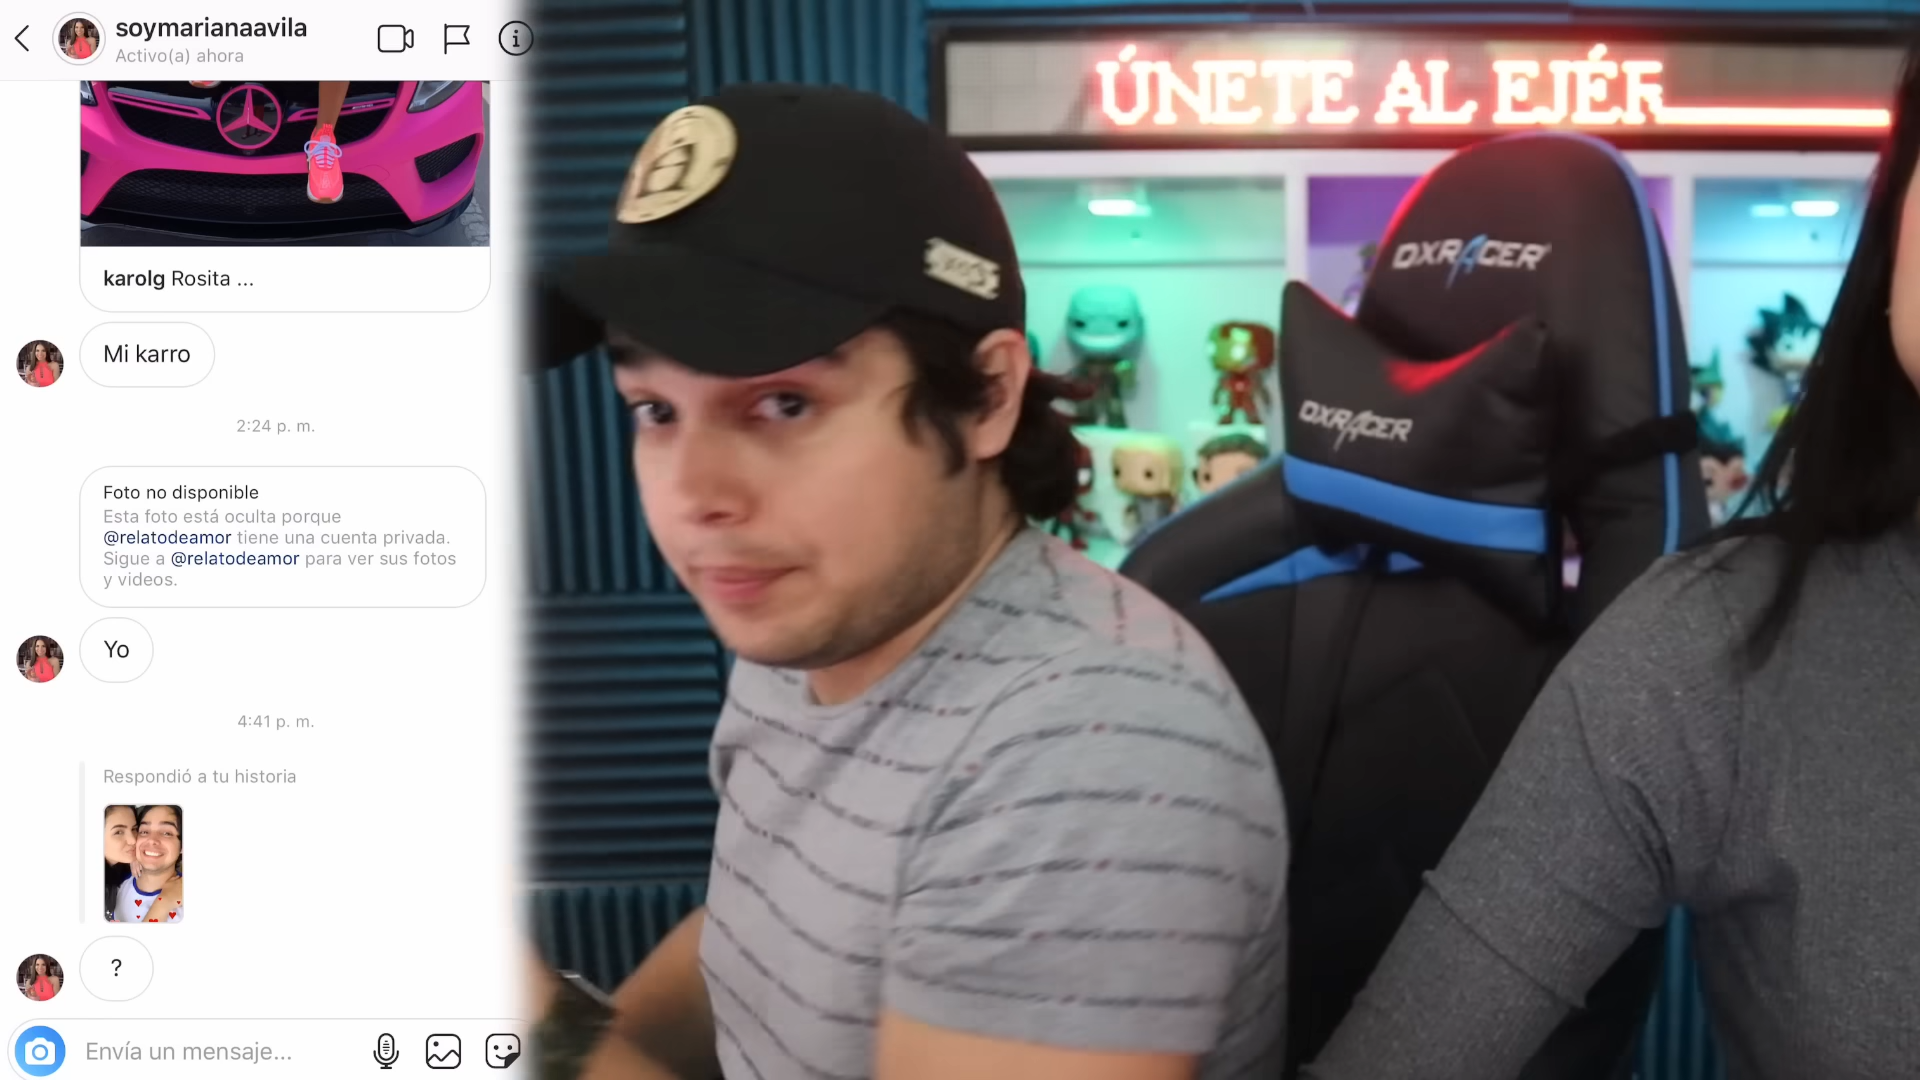 soymarianaavila
Activo(a) ahora
karolg Rosita ...
Mi karro
2:24 p. m.
Foto no disponible
Esta foto está oculta porque
@relatodeamor tiene una cuenta privada.
Sigue a @relatodeamor para ver sus fotos
y videos.
Yo
4:41 p. m.
Respondió a tu historia
?
Envía un mensaje...
ÚNETE AL EJÉR
DXRACER
DXRACER